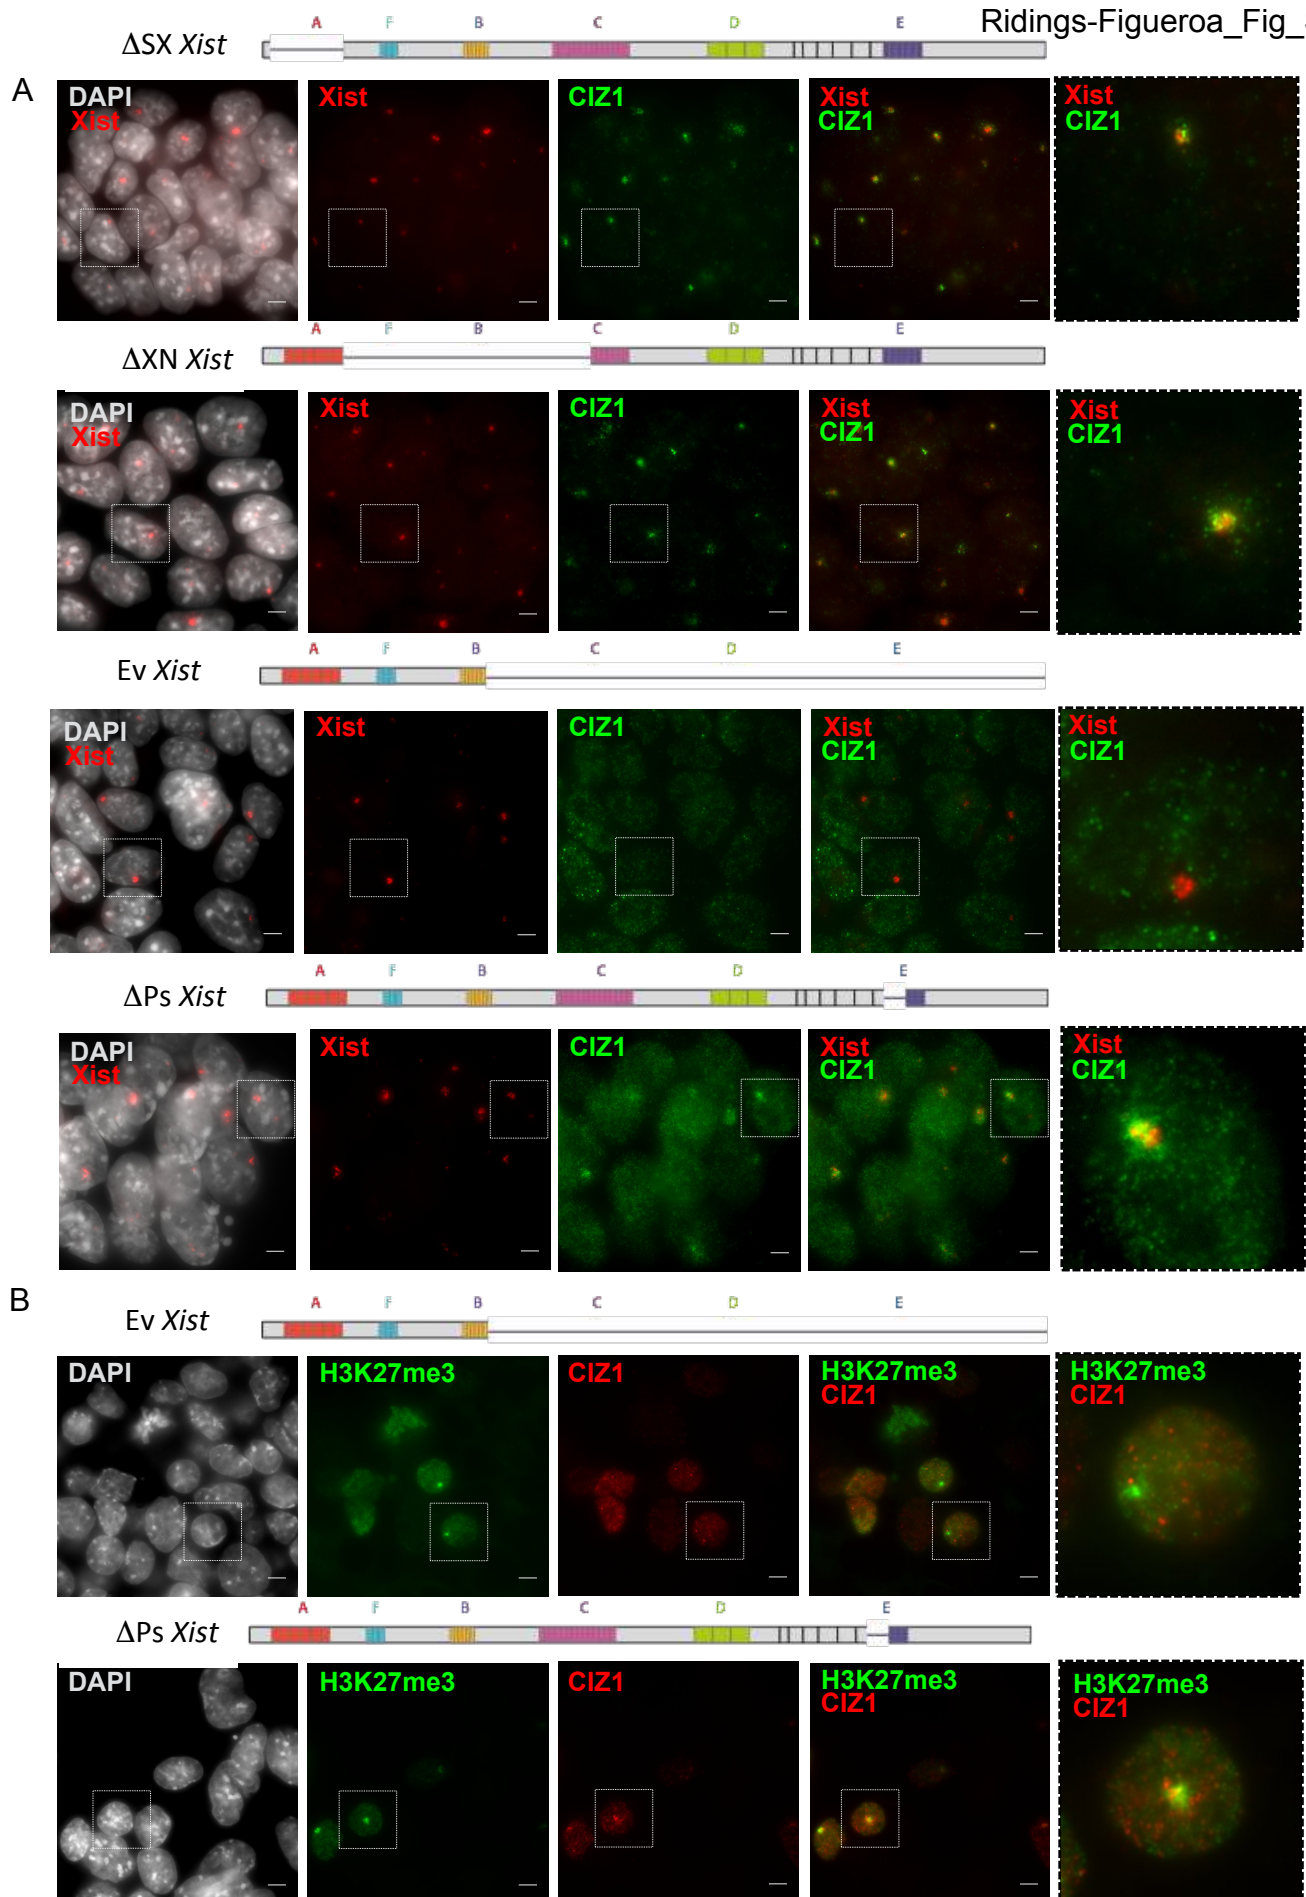 Ridings-Figueroa_Fig_
A F B C D E
ΔSX Xist
A
DAPI
Xist
Xist
CIZ1
Xist
CIZ1
Xist
CIZ1
A F B C D E
ΔXN Xist
DAPI
Xist
Xist
CIZ1
Xist
CIZ1
Xist
CIZ1
A F B C D E
Ev Xist
DAPI
Xist
Xist
CIZ1
Xist
CIZ1
Xist
CIZ1
A F B C D E
ΔPs Xist
DAPI
Xist
Xist
CIZ1
Xist
CIZ1
Xist
CIZ1
B
A F B C D E
Ev Xist
DAPI
H3K27me3
CIZ1
H3K27me3
CIZ1
H3K27me3
CIZ1
A F B C D E
ΔPs Xist
DAPI
H3K27me3
CIZ1
H3K27me3
CIZ1
H3K27me3
CIZ1